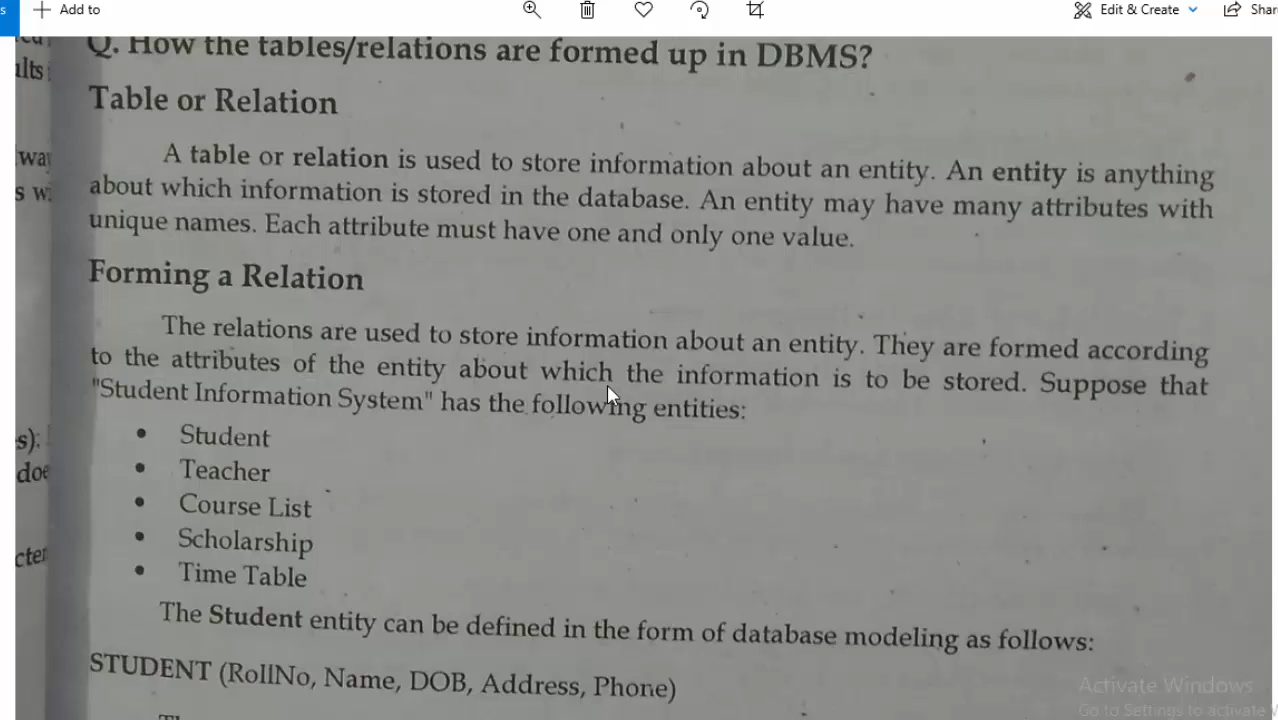 Add to
Edit & Create
Shar
Q. How the tables/relations are formed up in DBMS?
Table or Relation
A table or relation is used to store information about an entity. An entity is anything
about which information is stored in the database. An entity may have many attributes with
unique names. Each attribute must have one and only one value.
Forming a Relation
The relations are used to store information about an entity. They are formed according
to the attributes of the entity about which the information is to be stored. Suppose that
"Student Information System" has the following entities:
• Student
• Teacher
• Course List
• Scholarship
• Time Table
The Student entity can be defined in the form of database modeling as follows:
STUDENT (RollNo, Name, DOB, Address, Phone)
Activate Windows
Go to Settings to activate W